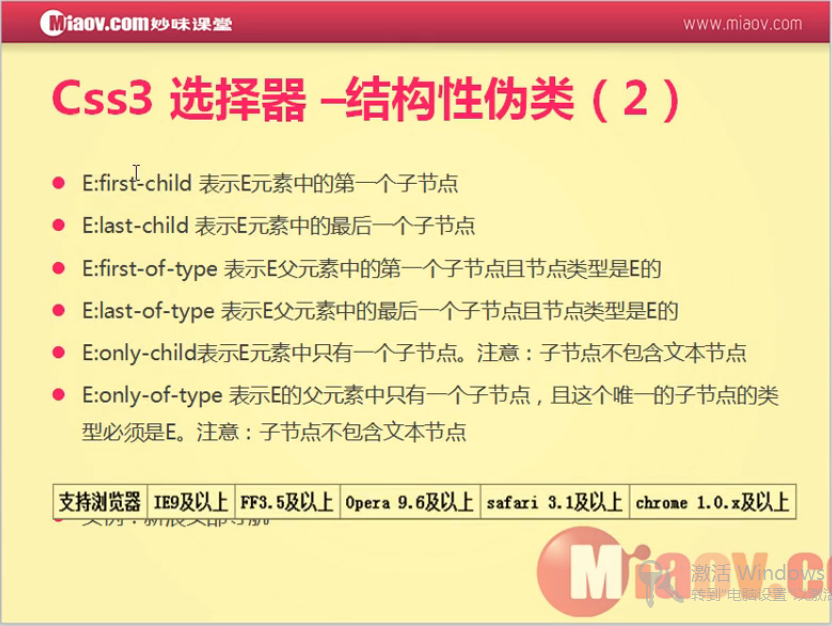 Miaov.com妙味课堂
www.miaov.com
Css3 选择器 –结构性伪类（2）
E:first-child 表示E元素中的第一个子节点
E:last-child 表示E元素中的最后一个子节点
E:first-of-type 表示E父元素中的第一个子节点且节点类型是E的
E:last-of-type 表示E父元素中的最后一个子节点且节点类型是E的
E:only-child表示E元素中只有一个子节点。注意：子节点不包含文本节点
E:only-of-type 表示E的父元素中只有一个子节点，且这个唯一的子节点的类
型必须是E。注意：子节点不包含文本节点
支持浏览器 IE9及以上 FF3.5及以上 Opera 9.6及以上 safari 3.1及以上 chrome 1.0.x及以上
Miaov.c
激活 Windows
转到"电脑设置"以激活